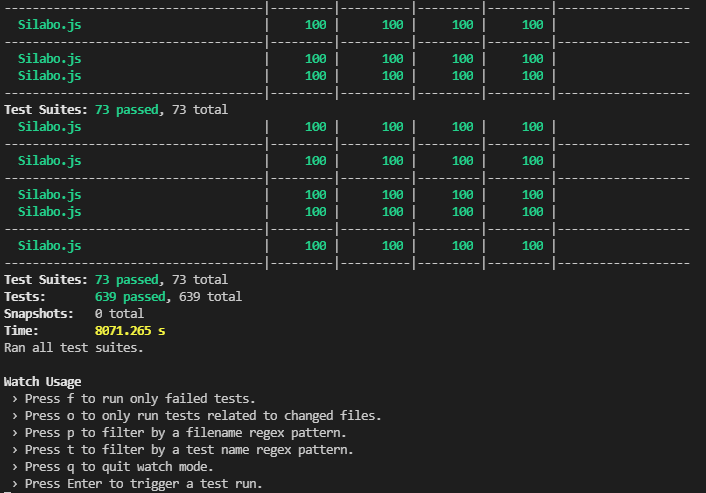 -------------------------------------|---------|----------|---------|---------|-------------------
  Silabo.js                          |     100 |      100 |     100 |     100 |
-------------------------------------|---------|----------|---------|---------|-------------------
  Silabo.js                          |     100 |      100 |     100 |     100 |
  Silabo.js                          |     100 |      100 |     100 |     100 |
-------------------------------------|---------|----------|---------|---------|-------------------
Test Suites: 73 passed, 73 total
  Silabo.js                          |     100 |      100 |     100 |     100 |
-------------------------------------|---------|----------|---------|---------|-------------------
  Silabo.js                          |     100 |      100 |     100 |     100 |
-------------------------------------|---------|----------|---------|---------|-------------------
  Silabo.js                          |     100 |      100 |     100 |     100 |
  Silabo.js                          |     100 |      100 |     100 |     100 |
-------------------------------------|---------|----------|---------|---------|-------------------
  Silabo.js                          |     100 |      100 |     100 |     100 |
-------------------------------------|---------|----------|---------|---------|-------------------
Test Suites: 73 passed, 73 total
Tests:       639 passed, 639 total
Snapshots:   0 total
Time:        8071.265 s
Ran all test suites.

Watch Usage
 › Press f to run only failed tests.
 › Press o to only run tests related to changed files.
 › Press p to filter by a filename regex pattern.
 › Press t to filter by a test name regex pattern.
 › Press q to quit watch mode.
 › Press Enter to trigger a test run.